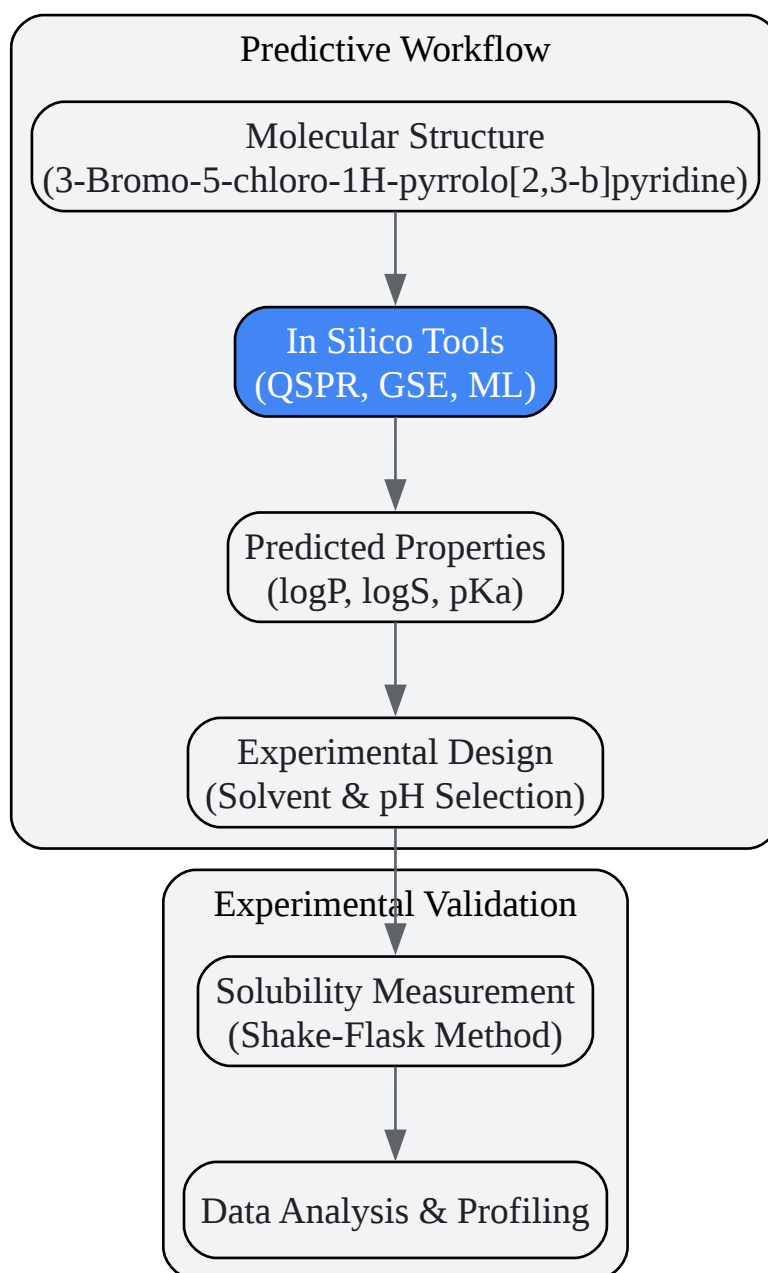 Predictive Workflow
Molecular Structure
(3-Bromo-5-chloro-1H-pyrrolo[2,3-b]pyridine)
In Silico Tools
(QSPR, GSE, ML)
Predicted Properties
(logP, logS, pKa)
Experimental Design
(Solvent & pH Selection)
Experimental Validation
Solubility Measurement
(Shake-Flask Method)
Data Analysis & Profiling